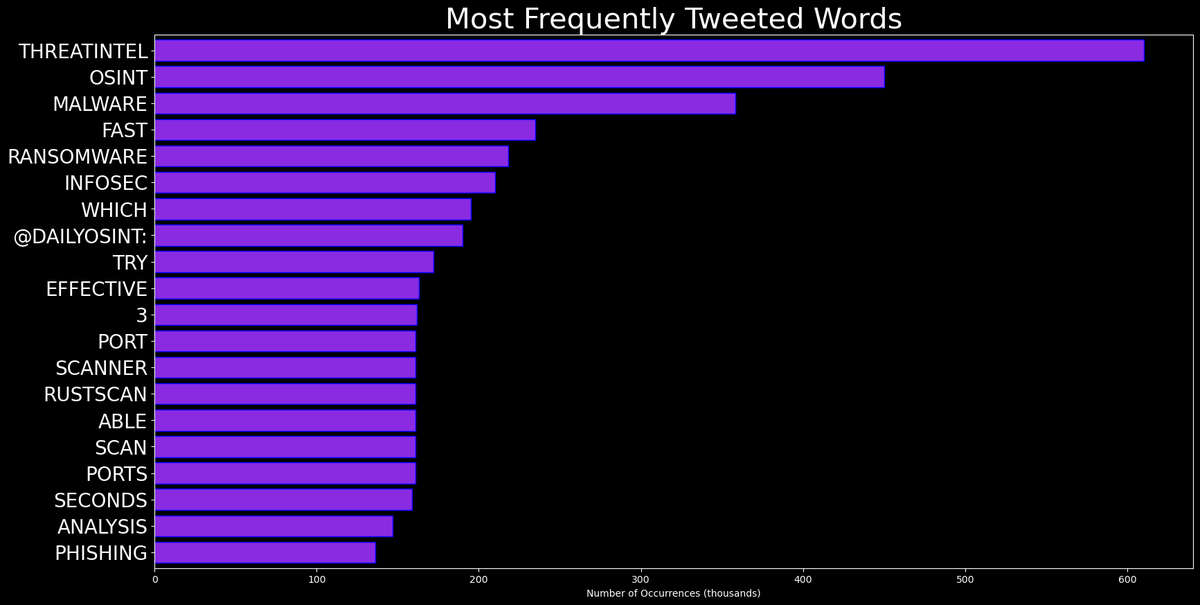 Most Frequently Tweeted Words
THREATINTEL
OSINT
MALWARE
FAST
RANSOMWARE
INFOSEC
WHICH
@DAILYOSINT:
TRY
EFFECTIVE
3
PORT
SCANNER
RUSTSCAN
ABLE
SCAN
PORTS
SECONDS
ANALYSIS
PHISHING
0 100 200 300 400 500 600
Number of Occurrences (thousands)